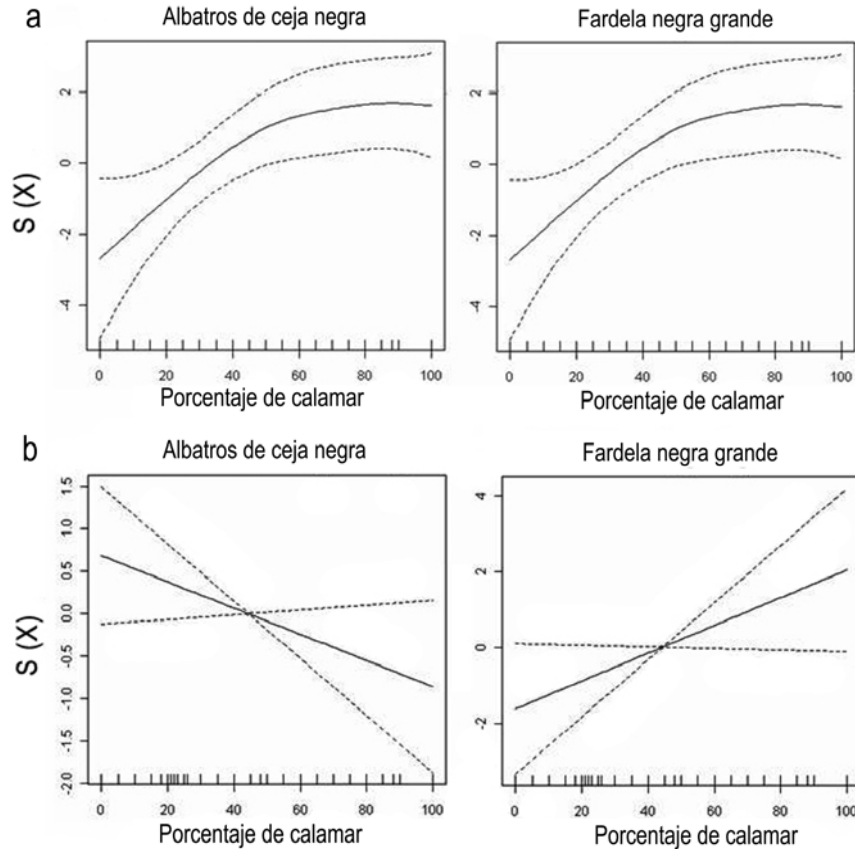 a
Albatros de ceja negra
Fardela negra grande
S (X)
2
0
-2
-4
0 20 40 60 80 100
Porcentaje de calamar
2
0
-2
-4
0 20 40 60 80 100
Porcentaje de calamar
b
Albatros de ceja negra
Fardela negra grande
S (X)
1.5
1.0
0.5
0.0
-0.5
-1.0
-1.5
-2.0
0 20 40 60 80 100
Porcentaje de calamar
4
2
0
-2
0 20 40 60 80 100
Porcentaje de calamar